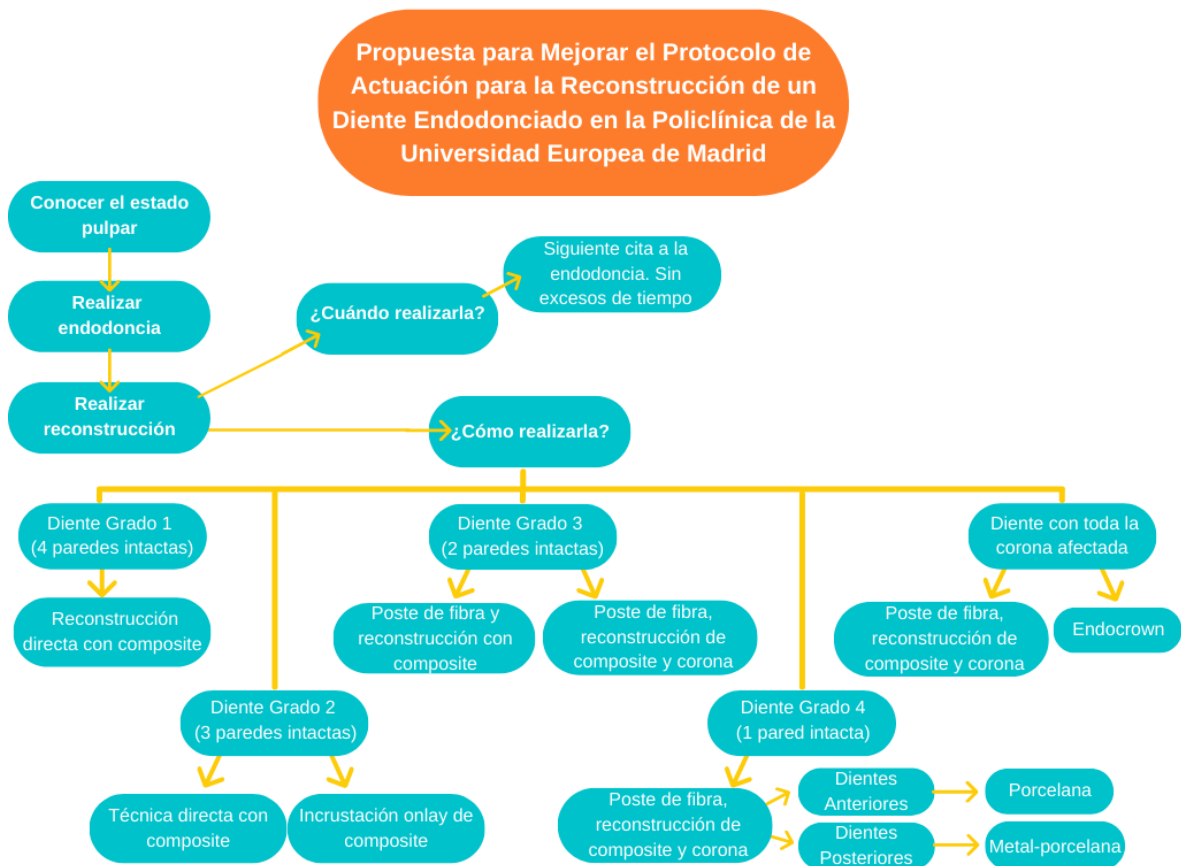 Propuesta para Mejorar el Protocolo de
Actuación para la Reconstrucción de un
Diente Endodonciado en la Policlínica de la
Universidad Europea de Madrid
Conocer el estado
pulpar
Realizar
endodoncia
Realizar
reconstrucción
¿Cuándo realizarla?
Siguiente cita a la
endodoncia. Sin
excesos de tiempo
¿Cómo realizarla?
Diente Grado 1
(4 paredes intactas)
Reconstrucción
directa con composite
Diente Grado 2
(3 paredes intactas)
Técnica directa con
composite
Incrustación onlay de
composite
Diente Grado 3
(2 paredes intactas)
Poste de fibra y
reconstrucción con
composite
Poste de fibra,
reconstrucción de
composite y corona
Diente Grado 4
(1 pared intacta)
Poste de fibra,
reconstrucción de
composite y corona
Dientes
Anteriores
Porcelana
Dientes
Posteriores
Metal-porcelana
Diente con toda la
corona afectada
Poste de fibra,
reconstrucción de
composite y corona
Endocrown